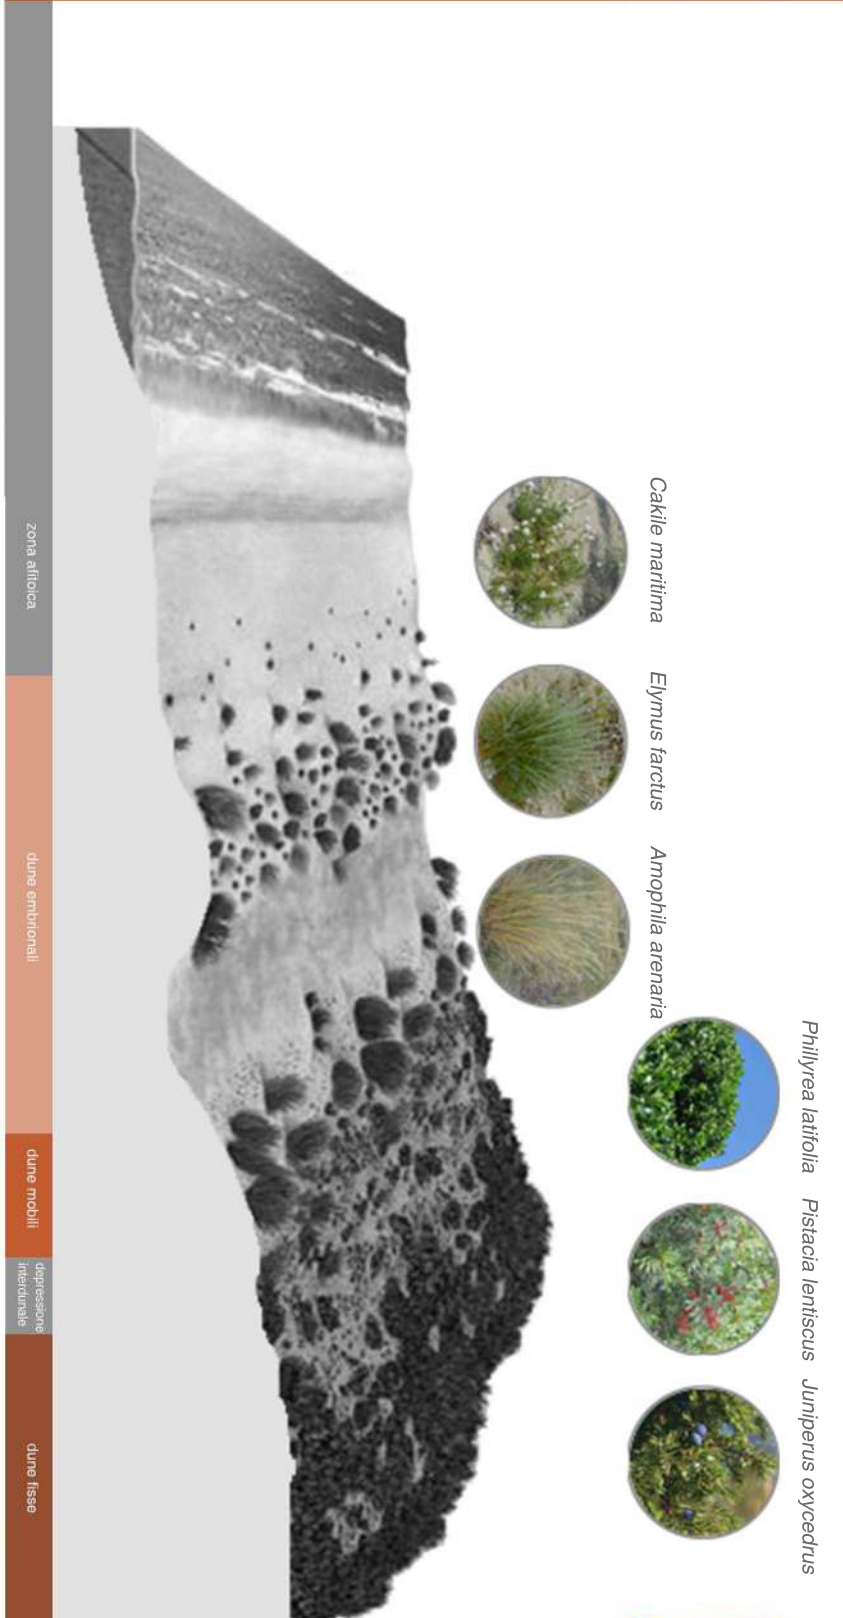 Cakile maritima
Elymus farctus
Amophila arenaria
Phillyrea latifolia
Pistacia lentiscus
Juniperus oxycedrus
zona afitoica
dune embrionali
dune mobili
depressione
interdunale
dune fisse